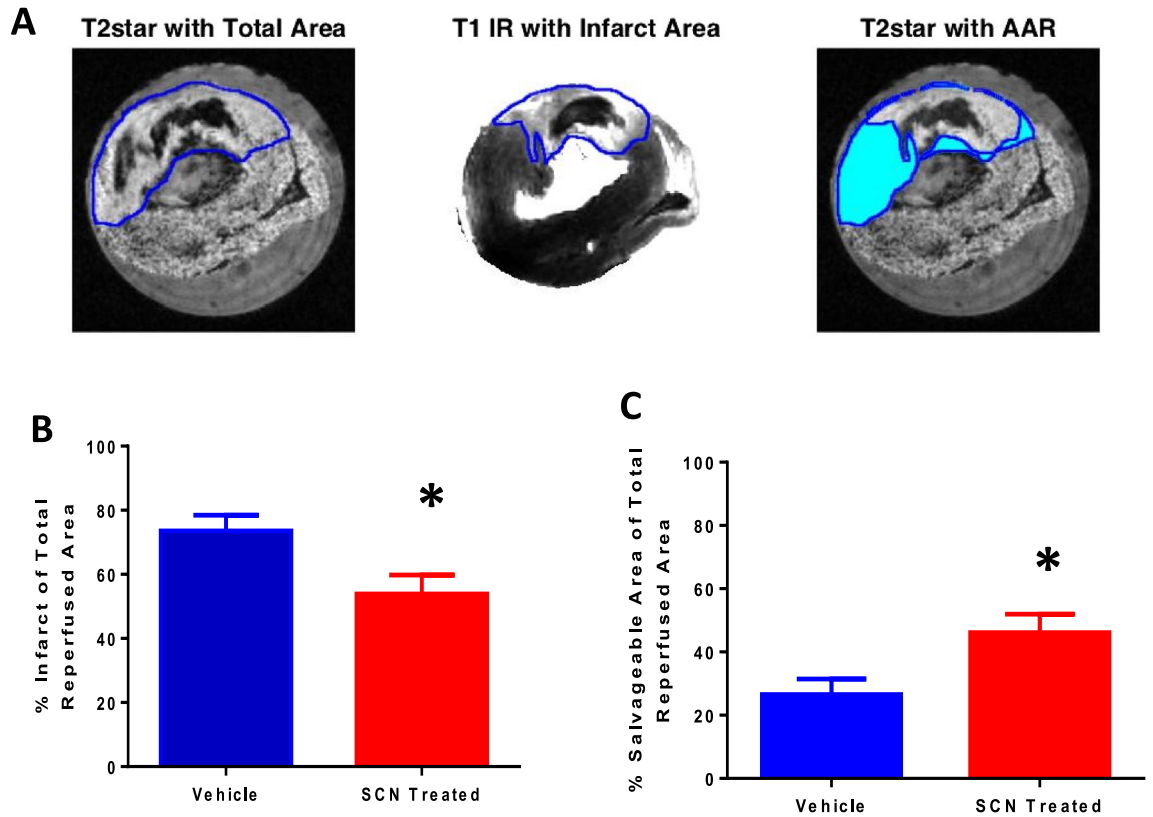 A
T2star with Total Area
T1 IR with Infarct Area
T2star with AAR
B
% Infarct of Total
Reperfused Area
100
80
60
40
20
0
*
Vehicle
SCN Treated
C
% Salvageable Area of Total
Reperfused Area
100
80
60
40
20
0
*
Vehicle
SCN Treated